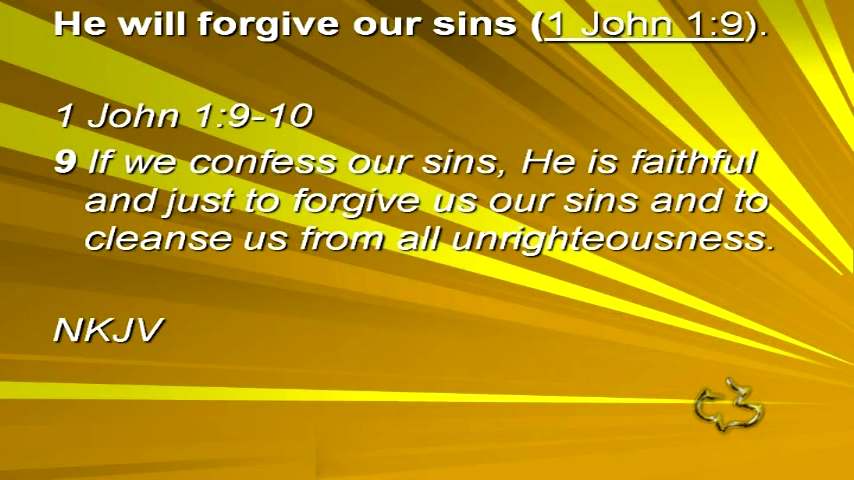 He will forgive our sins (1 John 1:9).
1 John 1:9-10
9 If we confess our sins, He is faithful
and just to forgive us our sins and to
cleanse us from all unrighteousness.
NKJV